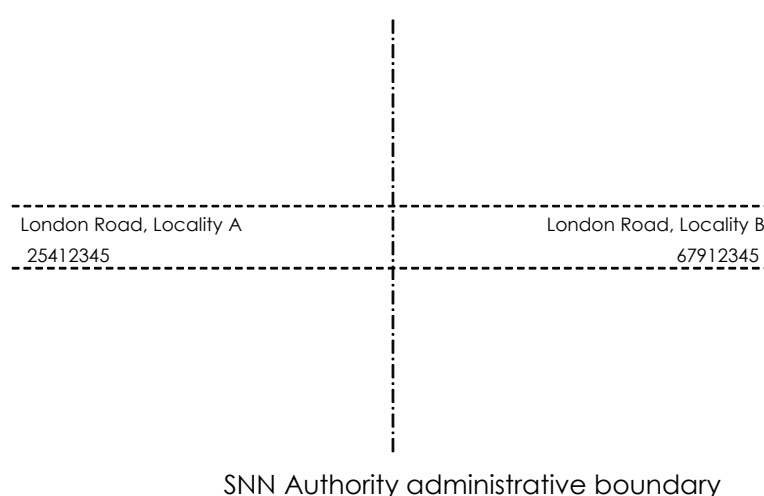 London Road, Locality A
25412345
London Road, Locality B
67912345
SNN Authority administrative boundary